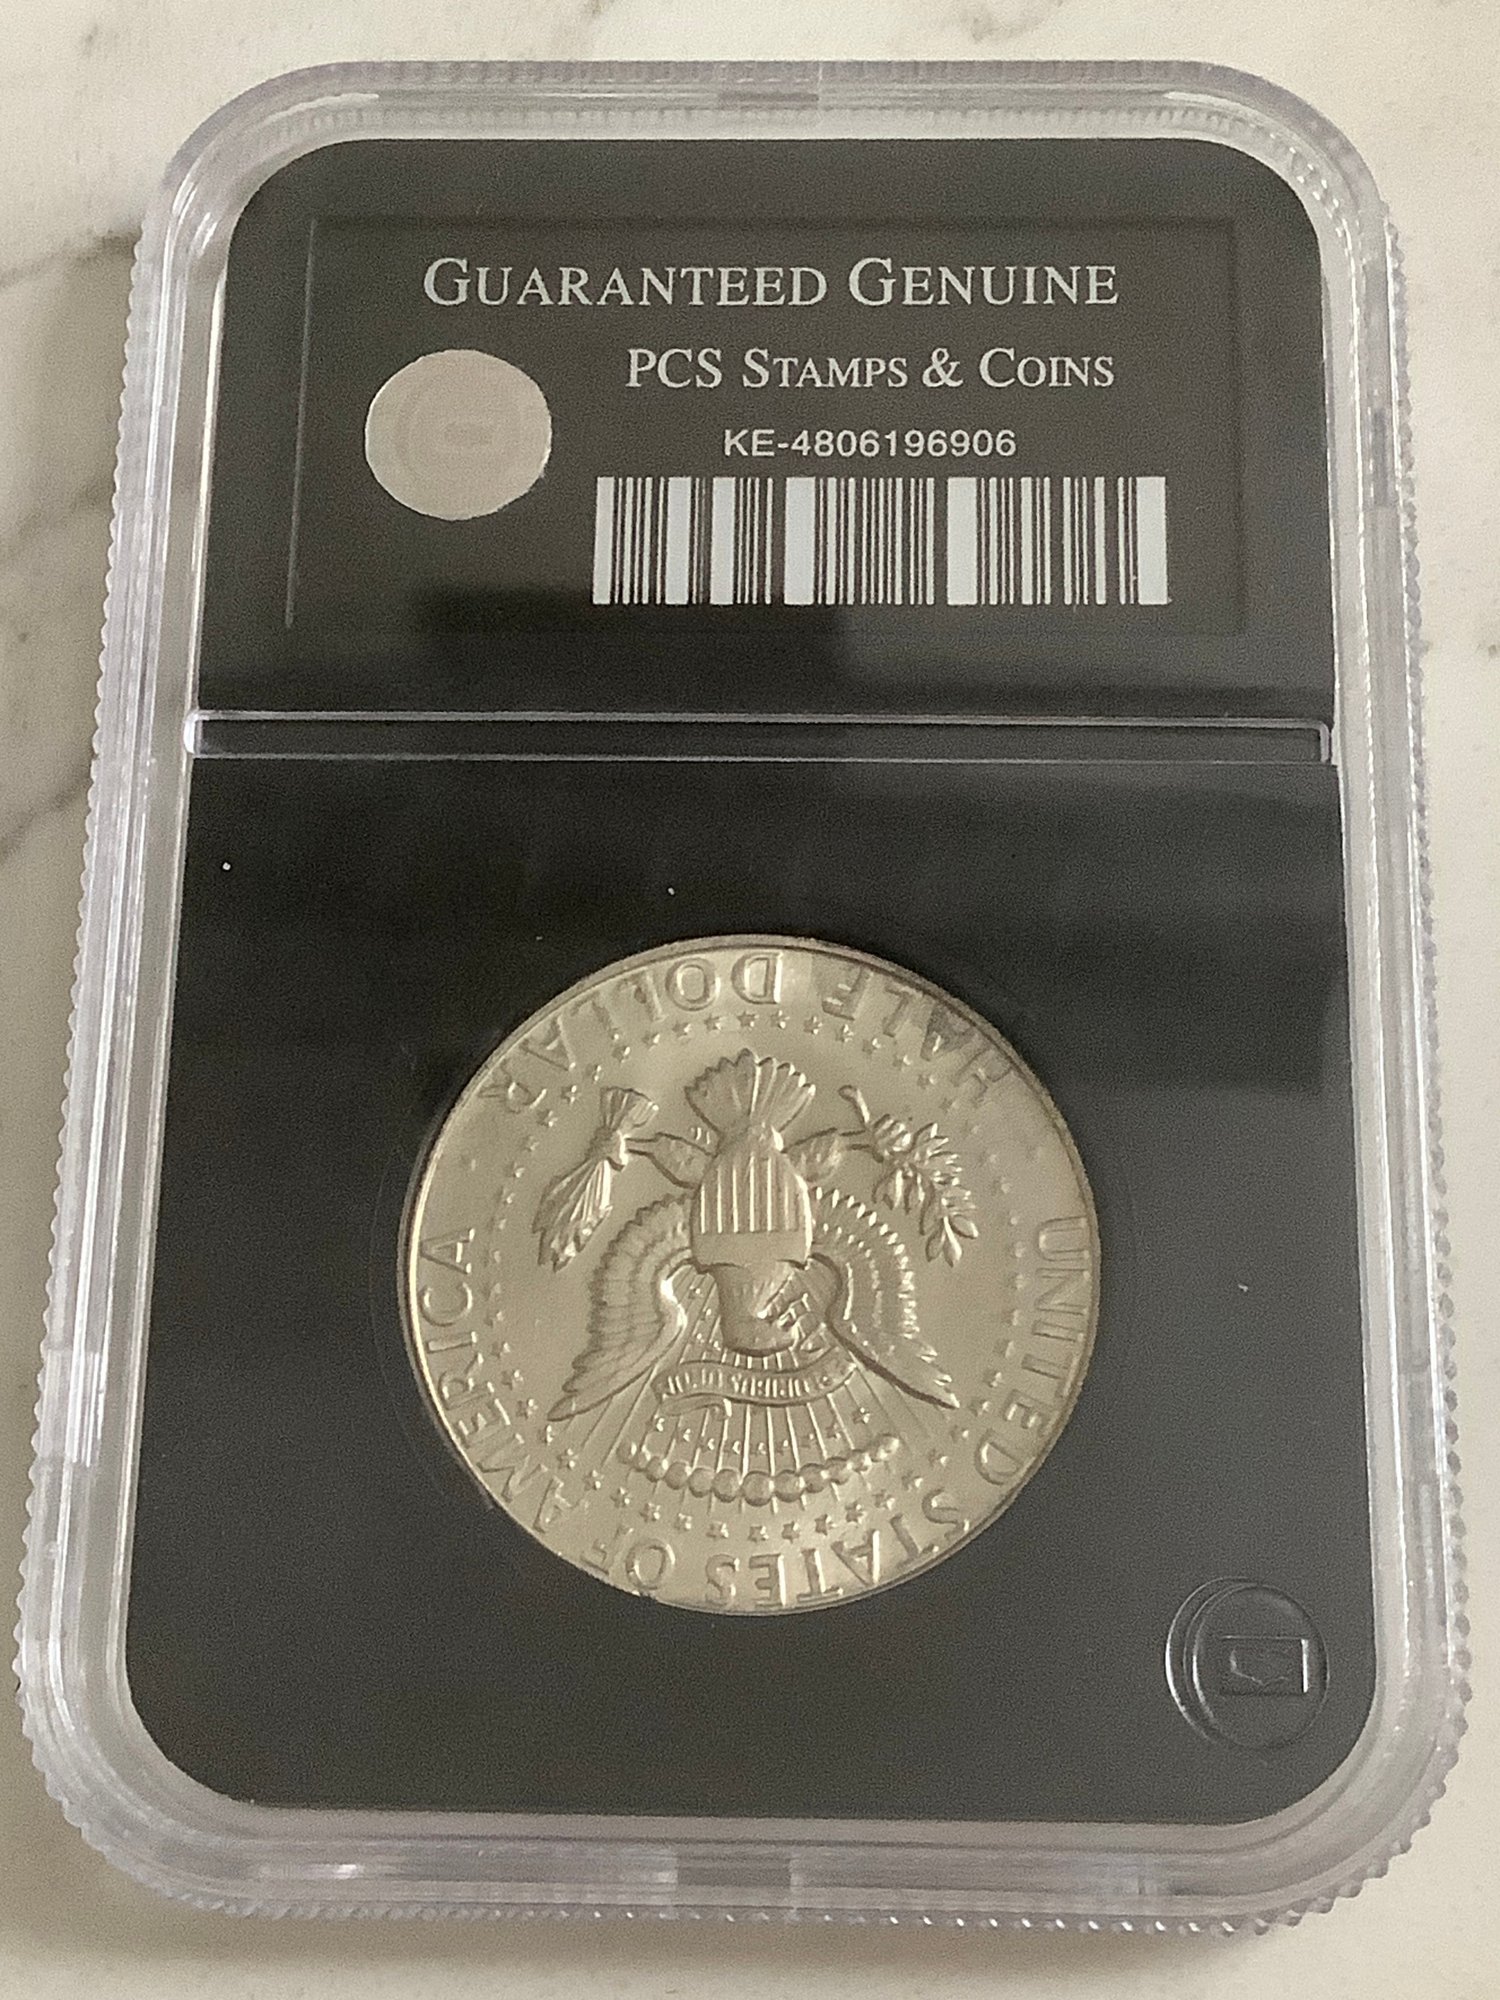 GUARANTEED GENUINE
PCS STAMPS & COINS
KE-4806196906
UNITED STATES OF AMERICA
HALF DOLLAR